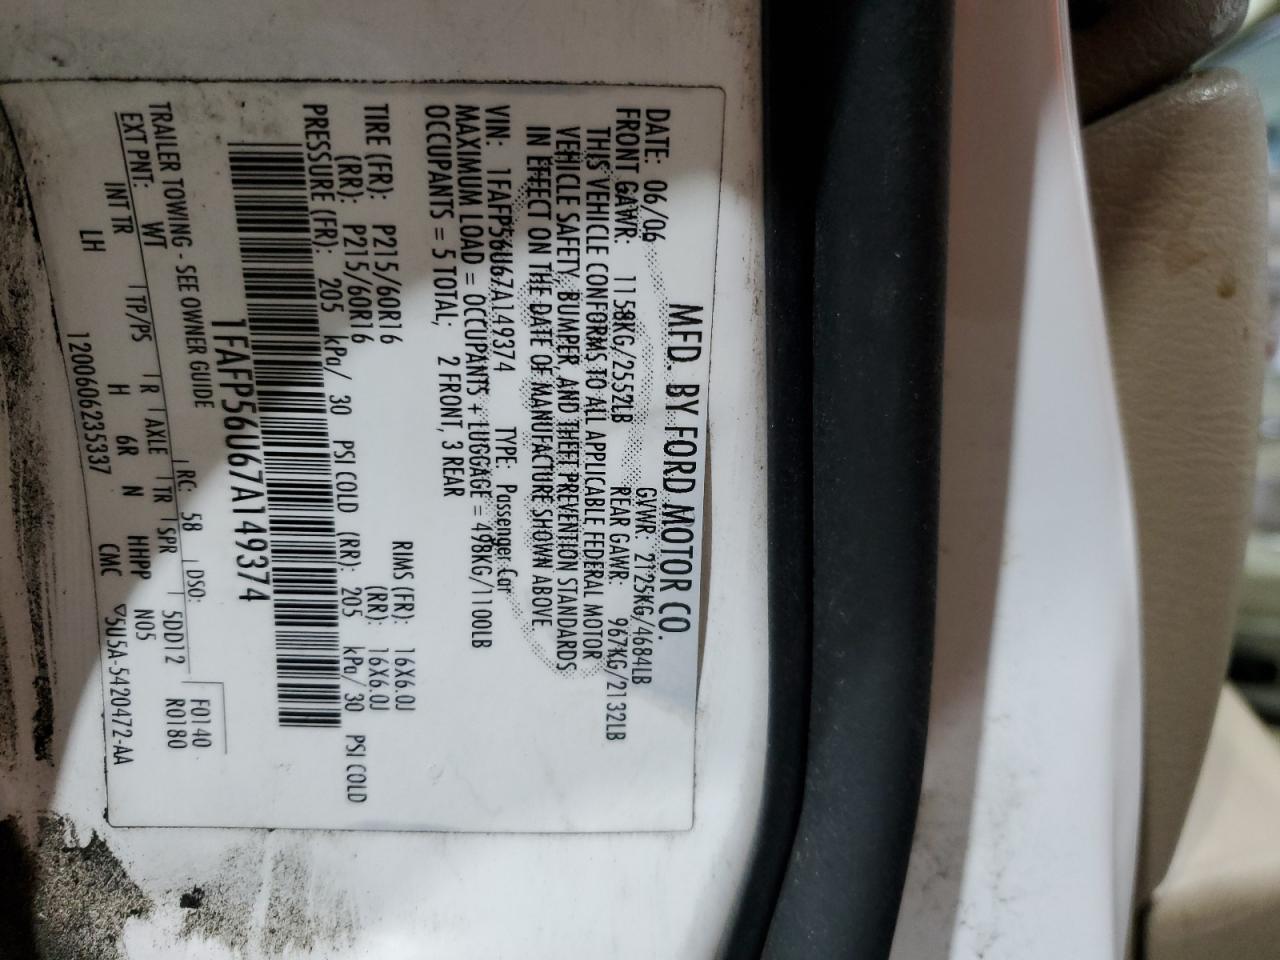 MFD. BY FORD MOTOR CO.
DATE: 06/06 GVWR: 2125KG/4684LB
FRONT GAWR: 1158KG/2552LB REAR GAWR: 967KG/2132LB
THIS VEHICLE CONFORMS TO ALL APPLICABLE FEDERAL MOTOR
VEHICLE SAFETY, BUMPER, AND THEFT PREVENTION STANDARDS
IN EFFECT ON THE DATE OF MANUFACTURE SHOWN ABOVE.
VIN: 1FAFP56U67A149374 TYPE: Passenger Car
MAXIMUM LOAD = OCCUPANTS + LUGGAGE = 498KG/1100LB
OCCUPANTS = 5 TOTAL; 2 FRONT, 3 REAR
RIMS (FR): 16X6.0J
TIRE (FR): P215/60R16 (RR): 16X6.0J
(RR): P215/60R16
PRESSURE (FR): 205 kPa/ 30 PSI COLD (RR): 205 kPa/ 30 PSI COLD
1FAFP56U67A149374
TRAILER TOWING - SEE OWNER GUIDE RC: 58 DSO: F0140
EXT PNT: WT R0180
INT TR TP/PS R AXLE TR SPR 5DD12
LH H 6R N HHPP N05
120060623533​7 CMC ▽5U5A-5420472-AA